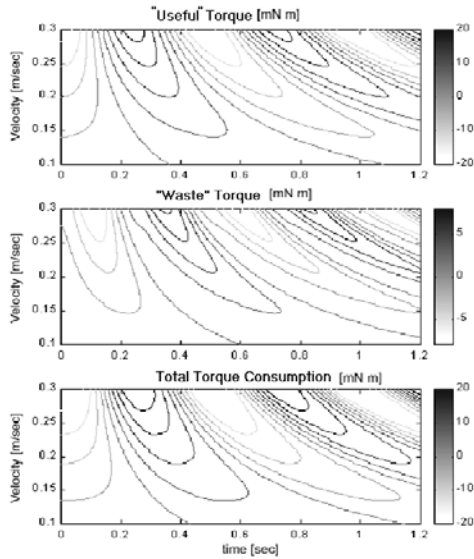 "Useful" Torque [mN m]
Velocity [m/sec]
0.3
0.25
0.2
0.15
0.1
0 0.2 0.4 0.6 0.8 1 1.2
20
10
0
-10
-20
"Waste" Torque [mN m]
Velocity [m/sec]
0.3
0.25
0.2
0.15
0.1
0 0.2 0.4 0.6 0.8 1 1.2
5
0
-5
Total Torque Consumption [mN m]
Velocity [m/sec]
0.3
0.25
0.2
0.15
0.1
0 0.2 0.4 0.6 0.8 1 1.2
time [sec]
20
10
0
-10
-20